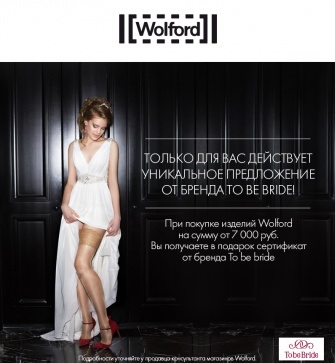 Wolford
ТОЛЬКО ДЛЯ ВАС ДЕЙСТВУЕТ
УНИКАЛЬНОЕ ПРЕДЛОЖЕНИЕ
ОТ БРЕНДА TO BE BRIDE!
При покупке изделий Wolford
на сумму от 7 000 руб.
Вы получаете в подарок сертификат
от бренда To be bride
To be Bride
Подробности уточняйте у продавца-консультанта магазинов Wolford.